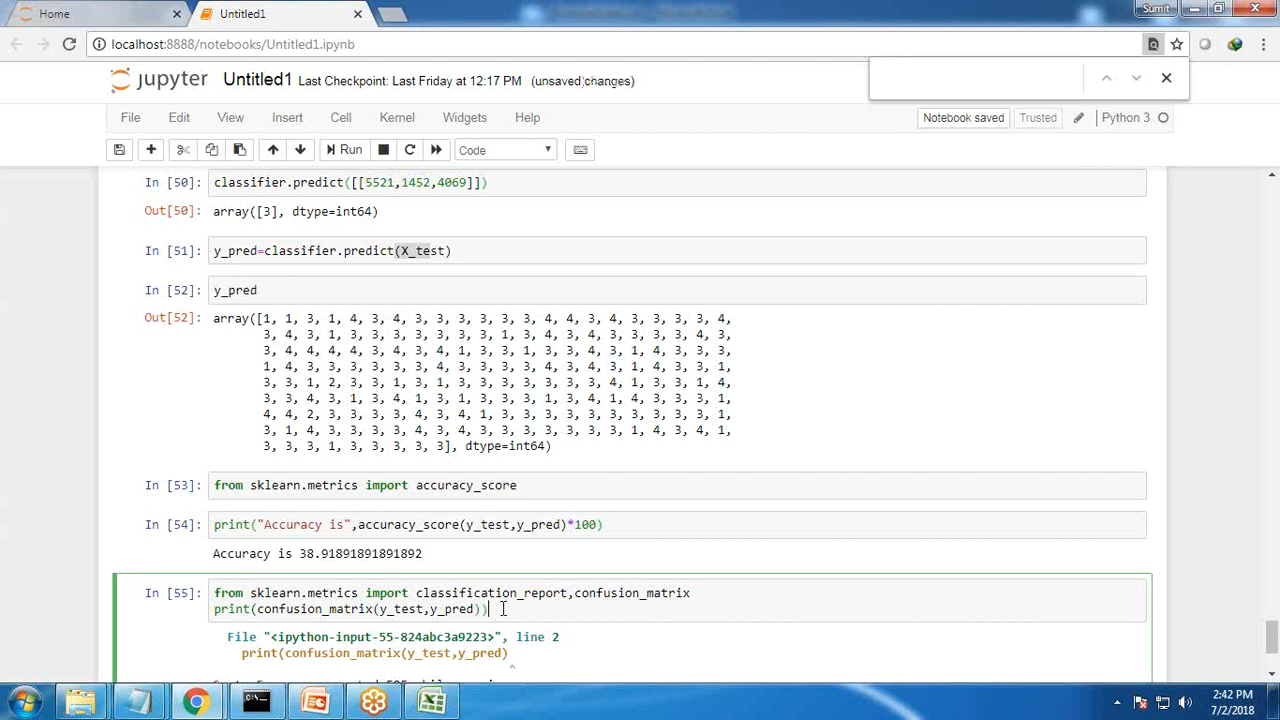 Home
Untitled1
Sumit
localhost:8888/notebooks/Untitled1.ipynb
jupyter Untitled1 Last Checkpoint: Last Friday at 12:17 PM (unsaved changes)
File Edit View Insert Cell Kernel Widgets Help
Notebook saved Trusted Python 3
Run Code
In [50]: classifier.predict([[5521,1452,4069]])
Out[50]: array([3], dtype=int64)
In [51]: y_pred=classifier.predict(X_test)
In [52]: y_pred
Out[52]: array([1, 1, 3, 1, 4, 3, 4, 3, 3, 3, 3, 3, 3, 4, 4, 3, 4, 3, 3, 3, 3, 4,
3, 4, 3, 1, 3, 3, 3, 3, 3, 3, 3, 1, 3, 4, 3, 4, 3, 3, 3, 3, 4, 3,
3, 4, 4, 4, 4, 3, 4, 3, 4, 1, 3, 3, 1, 3, 3, 4, 3, 1, 4, 3, 3, 3,
1, 4, 3, 3, 3, 3, 3, 3, 4, 3, 3, 3, 3, 4, 3, 4, 3, 1, 4, 3, 3, 1,
3, 3, 1, 2, 3, 3, 1, 3, 1, 3, 3, 3, 3, 3, 3, 3, 4, 1, 3, 3, 1, 4,
3, 3, 4, 3, 1, 3, 4, 1, 3, 1, 3, 3, 1, 3, 4, 1, 4, 3, 3, 3, 1,
4, 4, 2, 3, 3, 3, 3, 4, 3, 4, 1, 3, 3, 3, 3, 3, 3, 3, 3, 3, 3, 1,
3, 1, 4, 3, 3, 3, 3, 4, 3, 4, 3, 3, 3, 3, 3, 3, 3, 1, 4, 3, 4, 1,
3, 3, 3, 1, 3, 3, 3, 3, 3], dtype=int64)
In [53]: from sklearn.metrics import accuracy_score
In [54]: print("Accuracy is",accuracy_score(y_test,y_pred)*100)
Accuracy is 38.91891891891892
In [55]: from sklearn.metrics import classification_report,confusion_matrix
print(confusion_matrix(y_test,y_pred))
File "<ipython-input-55-824abc3a9223>", line 2
print(confusion_matrix(y_test,y_pred)
^
2:42 PM
7/2/2018